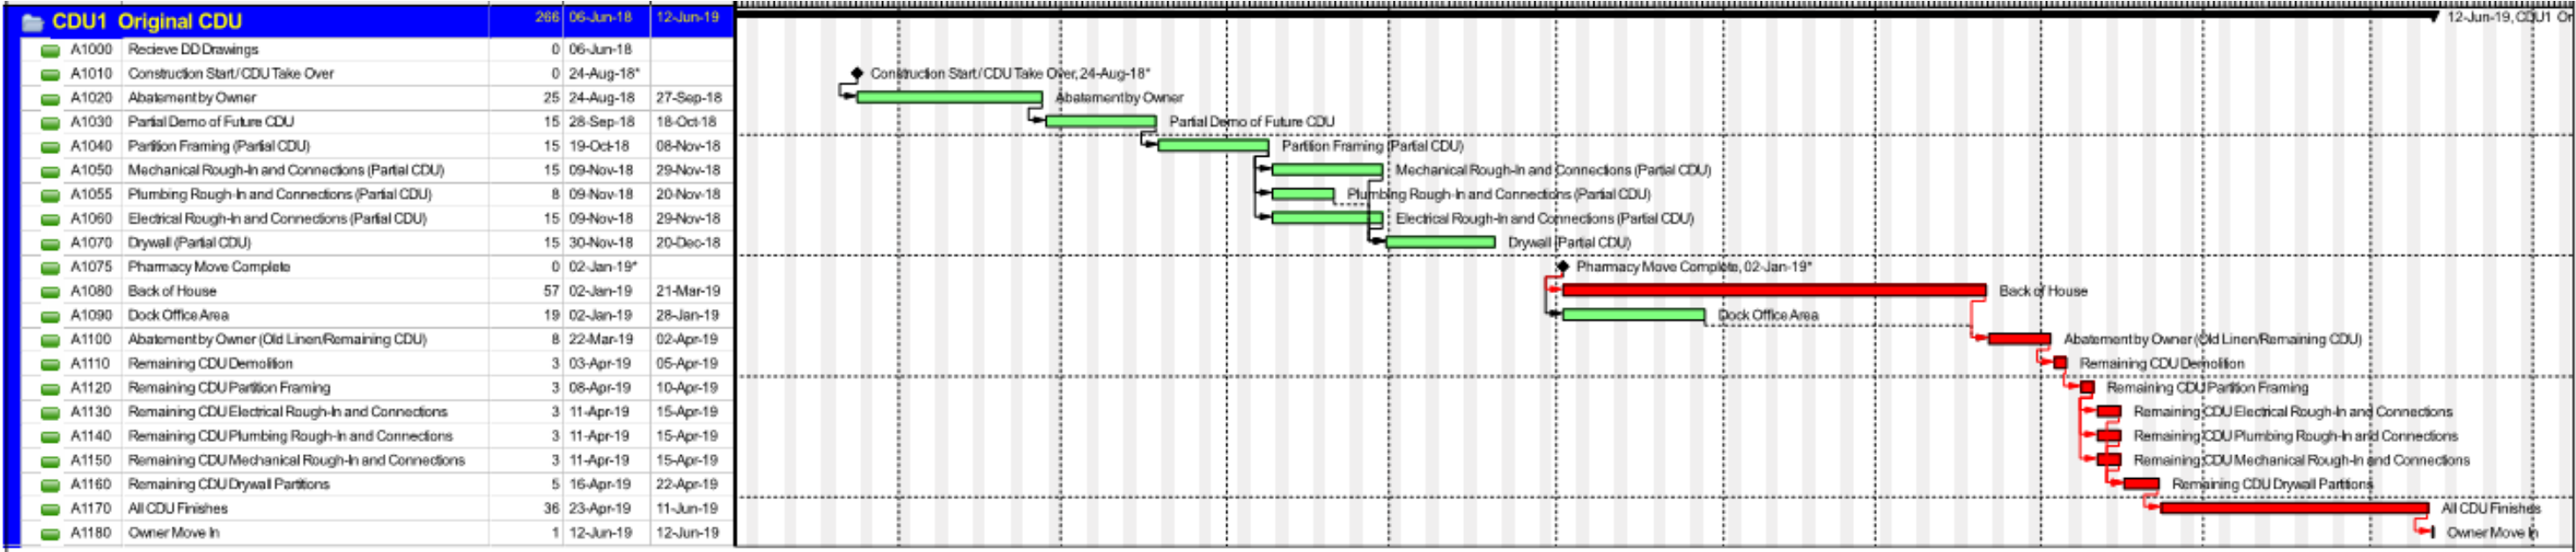 CDU1 Original CDU 266 06-Jun-18 12-Jun-19 12-Jun-19, CDU1 Or
A1000 Recieve DD Drawings 0 06-Jun-18
A1010 Construction Start/CDU Take Over 0 24-Aug-18* Construction Start/CDU Take Over, 24-Aug-18*
A1020 Abatement by Owner 25 24-Aug-18 27-Sep-18 Abatement by Owner
A1030 Partial Demo of Future CDU 15 28-Sep-18 18-Oct-18 Partial Demo of Future CDU
A1040 Partition Framing (Partial CDU) 15 19-Oct-18 08-Nov-18 Partition Framing (Partial CDU)
A1050 Mechanical Rough-In and Connections (Partial CDU) 15 09-Nov-18 29-Nov-18 Mechanical Rough-In and Connections (Partial CDU)
A1055 Plumbing Rough-In and Connections (Partial CDU) 8 09-Nov-18 20-Nov-18 Plumbing Rough-In and Connections (Partial CDU)
A1060 Electrical Rough-In and Connections (Partial CDU) 15 09-Nov-18 29-Nov-18 Electrical Rough-In and Connections (Partial CDU)
A1070 Drywall (Partial CDU) 15 30-Nov-18 20-Dec-18 Drywall (Partial CDU)
A1075 Pharmacy Move Complete 0 02-Jan-19* Pharmacy Move Complete, 02-Jan-19*
A1080 Back of House 57 02-Jan-19 21-Mar-19 Back of House
A1090 Dock Office Area 19 02-Jan-19 28-Jan-19 Dock Office Area
A1100 Abatement by Owner (Old Linen/Remaining CDU) 8 22-Mar-19 02-Apr-19 Abatement by Owner (Old Linen/Remaining CDU)
A1110 Remaining CDU Demolition 3 03-Apr-19 05-Apr-19 Remaining CDU Demolition
A1120 Remaining CDU Partition Framing 3 08-Apr-19 10-Apr-19 Remaining CDU Partition Framing
A1130 Remaining CDU Electrical Rough-In and Connections 3 11-Apr-19 15-Apr-19 Remaining CDU Electrical Rough-In and Connections
A1140 Remaining CDU Plumbing Rough-In and Connections 3 11-Apr-19 15-Apr-19 Remaining CDU Plumbing Rough-In and Connections
A1150 Remaining CDU Mechanical Rough-In and Connections 3 11-Apr-19 15-Apr-19 Remaining CDU Mechanical Rough-In and Connections
A1160 Remaining CDU Drywall Partitions 5 16-Apr-19 22-Apr-19 Remaining CDU Drywall Partitions
A1170 All CDU Finishes 36 23-Apr-19 11-Jun-19 All CDU Finishes
A1180 Owner Move In 1 12-Jun-19 12-Jun-19 Owner Move In